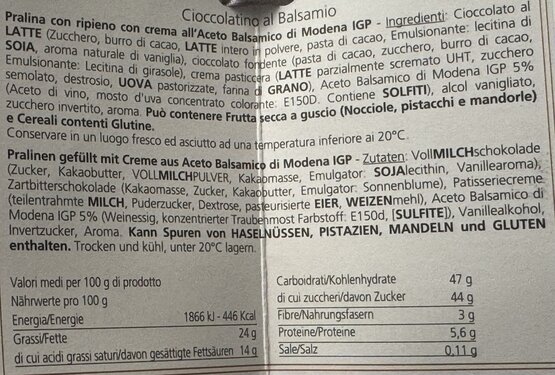 Cioccolatino al Balsamio
Pralina con ripieno con crema all'Aceto Balsamico di Modena IGP - Ingredienti: Cioccolato al
LATTE (Zucchero, burro di cacao, LATTE intero in polvere, pasta di cacao, Emulsionante: lecitina di
SOIA, aroma naturale di vaniglia), cioccolato fondente (pasta di cacao, zucchero, burro di cacao,
Emulsionante: Lecitina di girasole), crema pasticcera (LATTE parzialmente scremato UHT, zucchero
semolato, destrosio, UOVA pastorizzate, farina di GRANO), Aceto Balsamico di Modena IGP 5%
(Aceto di vino, mosto d'uva concentrato colorante: E150D. Contiene SOLFITI), alcol vanigliato,
zucchero invertito, aroma. Può contenere Frutta secca a guscio (Nocciole, pistacchi e mandorle)
e Cereali contenti Glutine.
Conservare in un luogo fresco ed asciutto ad una temperatura inferiore ai 20°C.
Pralinen gefüllt mit Creme aus Aceto Balsamico di Modena IGP - Zutaten: VollMILCHschokolade
(Zucker, Kakaobutter, VOLLMILCHPULVER, Kakaomasse, Emulgator: SOJAlecithin, Vanillearoma),
Zartbitterschokolade (Kakaomasse, Zucker, Kakaobutter, Emulgator: Sonnenblume), Patisseriecreme
(teilentrahmte MILCH, Puderzucker, Dextrose, pasteurisierte EIER, WEIZENmehl), Aceto Balsamico di
Modena IGP 5% (Weinessig, konzentrierter Traubenmost Farbstoff: E150d, [SULFITE]), Vanillealkohol,
Invertzucker, Aroma. Kann Spuren von HASELNÜSSEN, PISTAZIEN, MANDELN und GLUTEN
enthalten. Trocken und kühl, unter 20°C lagern.
Valori medi per 100 g di prodotto
Nährwerte pro 100 g
Energia/Energie 1866 kJ - 446 Kcal
Grassi/Fette 24 g
di cui acidi grassi saturi/davon gesättigte Fettsäuren 14 g
Carboidrati/Kohlenhydrate 47 g
di cui zuccheri/davon Zucker 44 g
Fibre/Nahrungsfasern 3 g
Proteine/Proteine 5,6 g
Sale/Salz 0,11 g